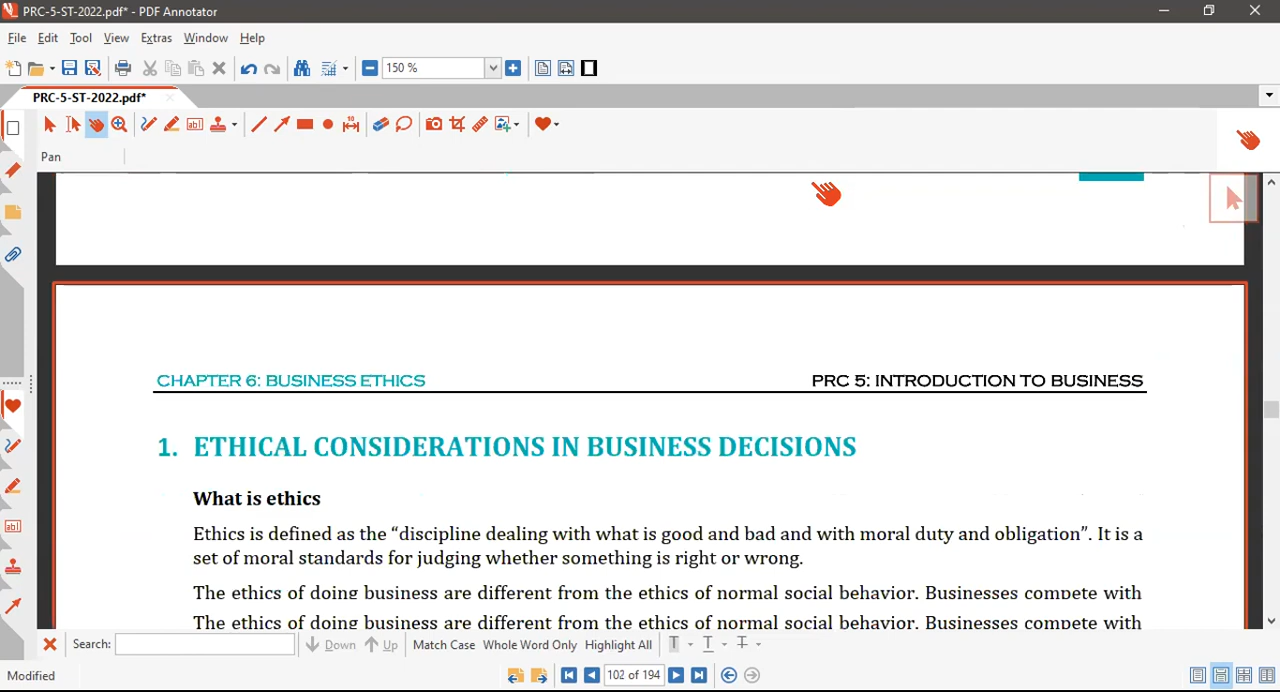 PRC-5-ST-2022.pdf* - PDF Annotator
File Edit Tool View Extras Window Help
150 %
PRC-5-ST-2022.pdf*
Pan
CHAPTER 6: BUSINESS ETHICS PRC 5: INTRODUCTION TO BUSINESS
1. ETHICAL CONSIDERATIONS IN BUSINESS DECISIONS
What is ethics
Ethics is defined as the “discipline dealing with what is good and bad and with moral duty and obligation”. It is a
set of moral standards for judging whether something is right or wrong.
The ethics of doing business are different from the ethics of normal social behavior. Businesses compete with
The ethics of doing business are different from the ethics of normal social behavior. Businesses compete with
Search: Down Up Match Case Whole Word Only Highlight All
102 of 194
Modified